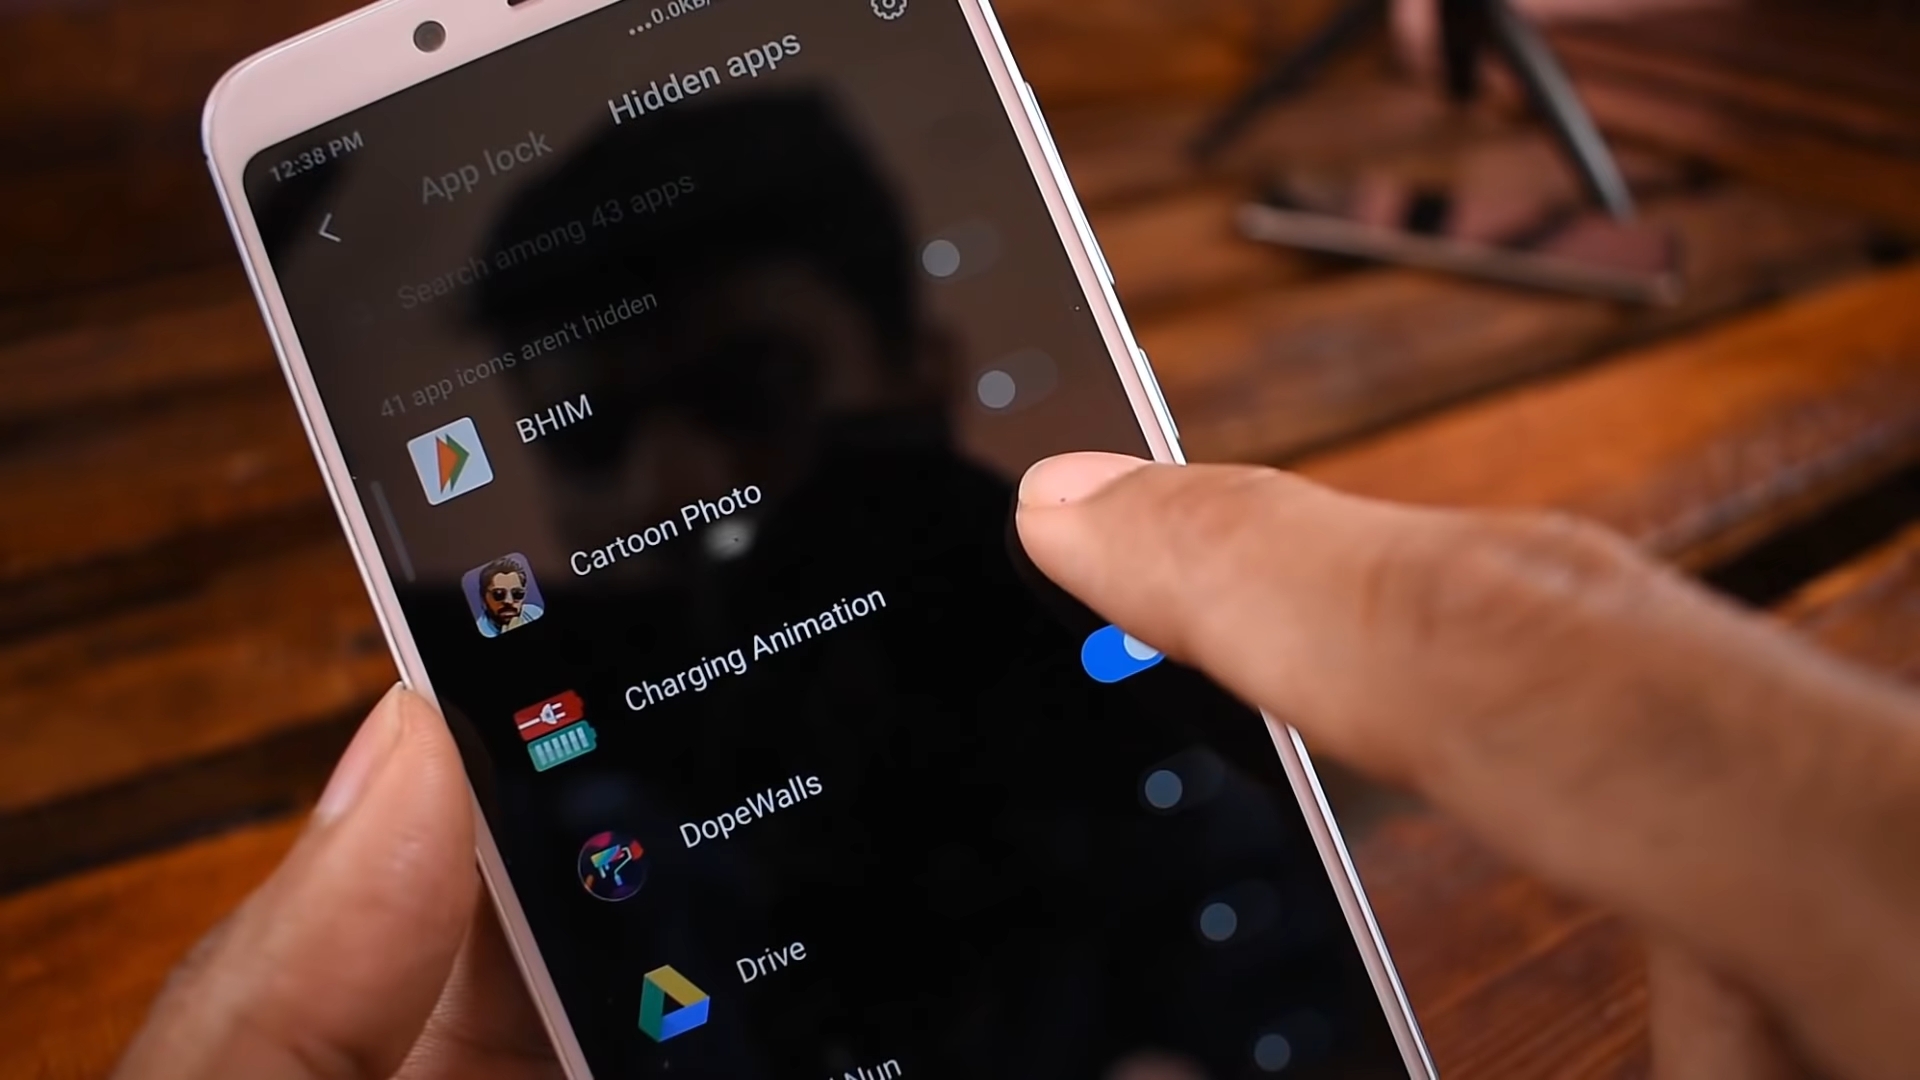 ...0.0KB/
12:38 PM
App lock
Hidden apps
Search among 43 apps
41 app icons aren't hidden
BHIM
Cartoon Photo
Charging Animation
DopeWalls
Drive
Nun